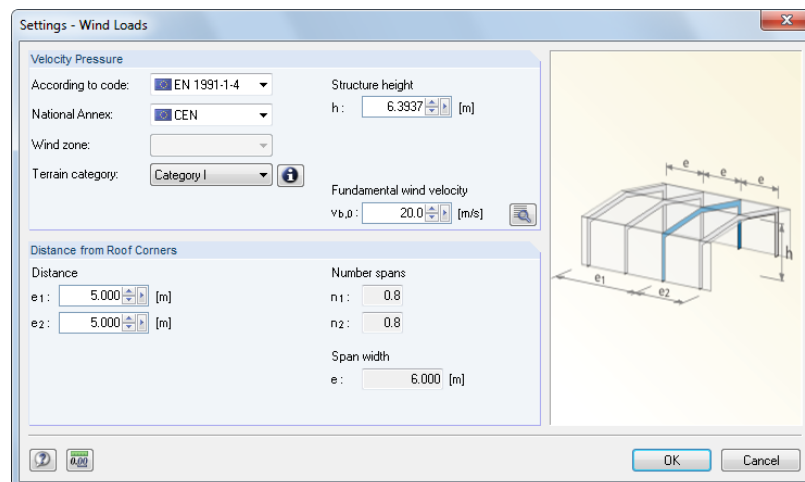 Settings - Wind Loads
Velocity Pressure
According to code: EN 1991-1-4
National Annex: CEN
Wind zone:
Terrain category: Category I
Structure height
h : 6.3937 [m]
Fundamental wind velocity
vb,0 : 20.0 [m/s]
Distance from Roof Corners
Distance
e1 : 5.000 [m]
e2 : 5.000 [m]
Number spans
n1 : 0.8
n2 : 0.8
Span width
e : 6.000 [m]
e
e
e
h
e1
e2
0.00
OK
Cancel